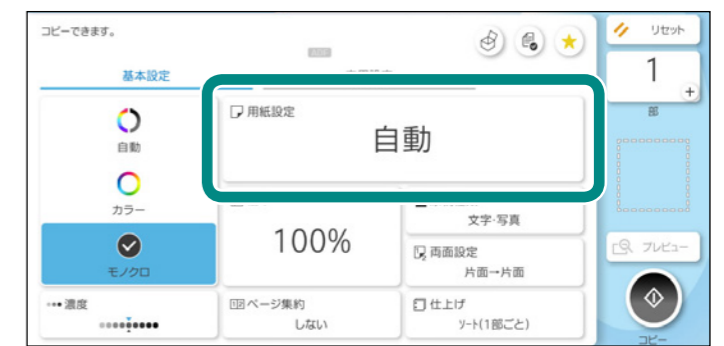 コピーできます。
リセット
基本設定
1
部
用紙設定
自動
自動
カラー
モノクロ
100%
文字・写真
両面設定
片面→片面
プレビュー
濃度
ページ集約
しない
仕上げ
ソート(1部ごと)
コピー